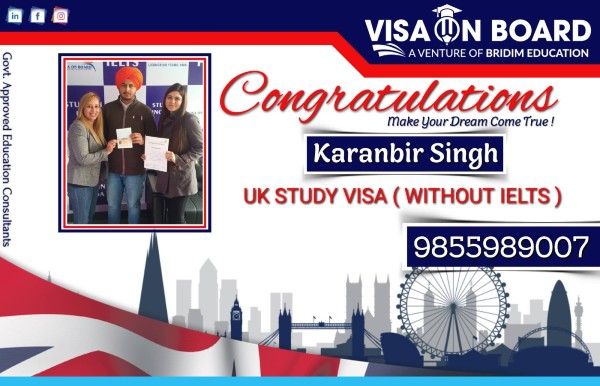 VISA ON BOARD
A VENTURE OF BRIDIM EDUCATION
Govt. Approved Education Consultants
Congratulations
Make Your Dream Come True !
Karanbir Singh
UK STUDY VISA ( WITHOUT IELTS )
9855989007